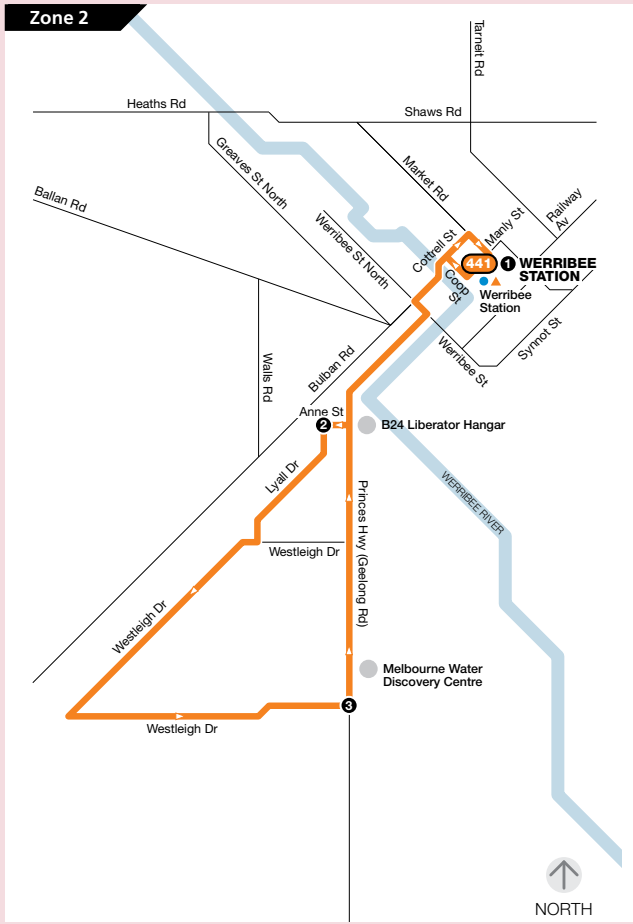 Zone 2
Tarneit Rd
Heaths Rd
Shaws Rd
Greaves St North
Market Rd
Ballan Rd
Werribee St North
Railway
Av
Manly St
Cottrell St
441
1
WERRIBEE
STATION
Coop
St
Werribee
Station
Synnot St
Werribee St
Walls Rd
Bulban Rd
Anne St
2
B24 Liberator Hangar
Lyall Dr
Princes Hwy (Geelong Rd)
WERRIBEE RIVER
Westleigh Dr
Westleigh Dr
Melbourne Water
Discovery Centre
3
Westleigh Dr
NORTH